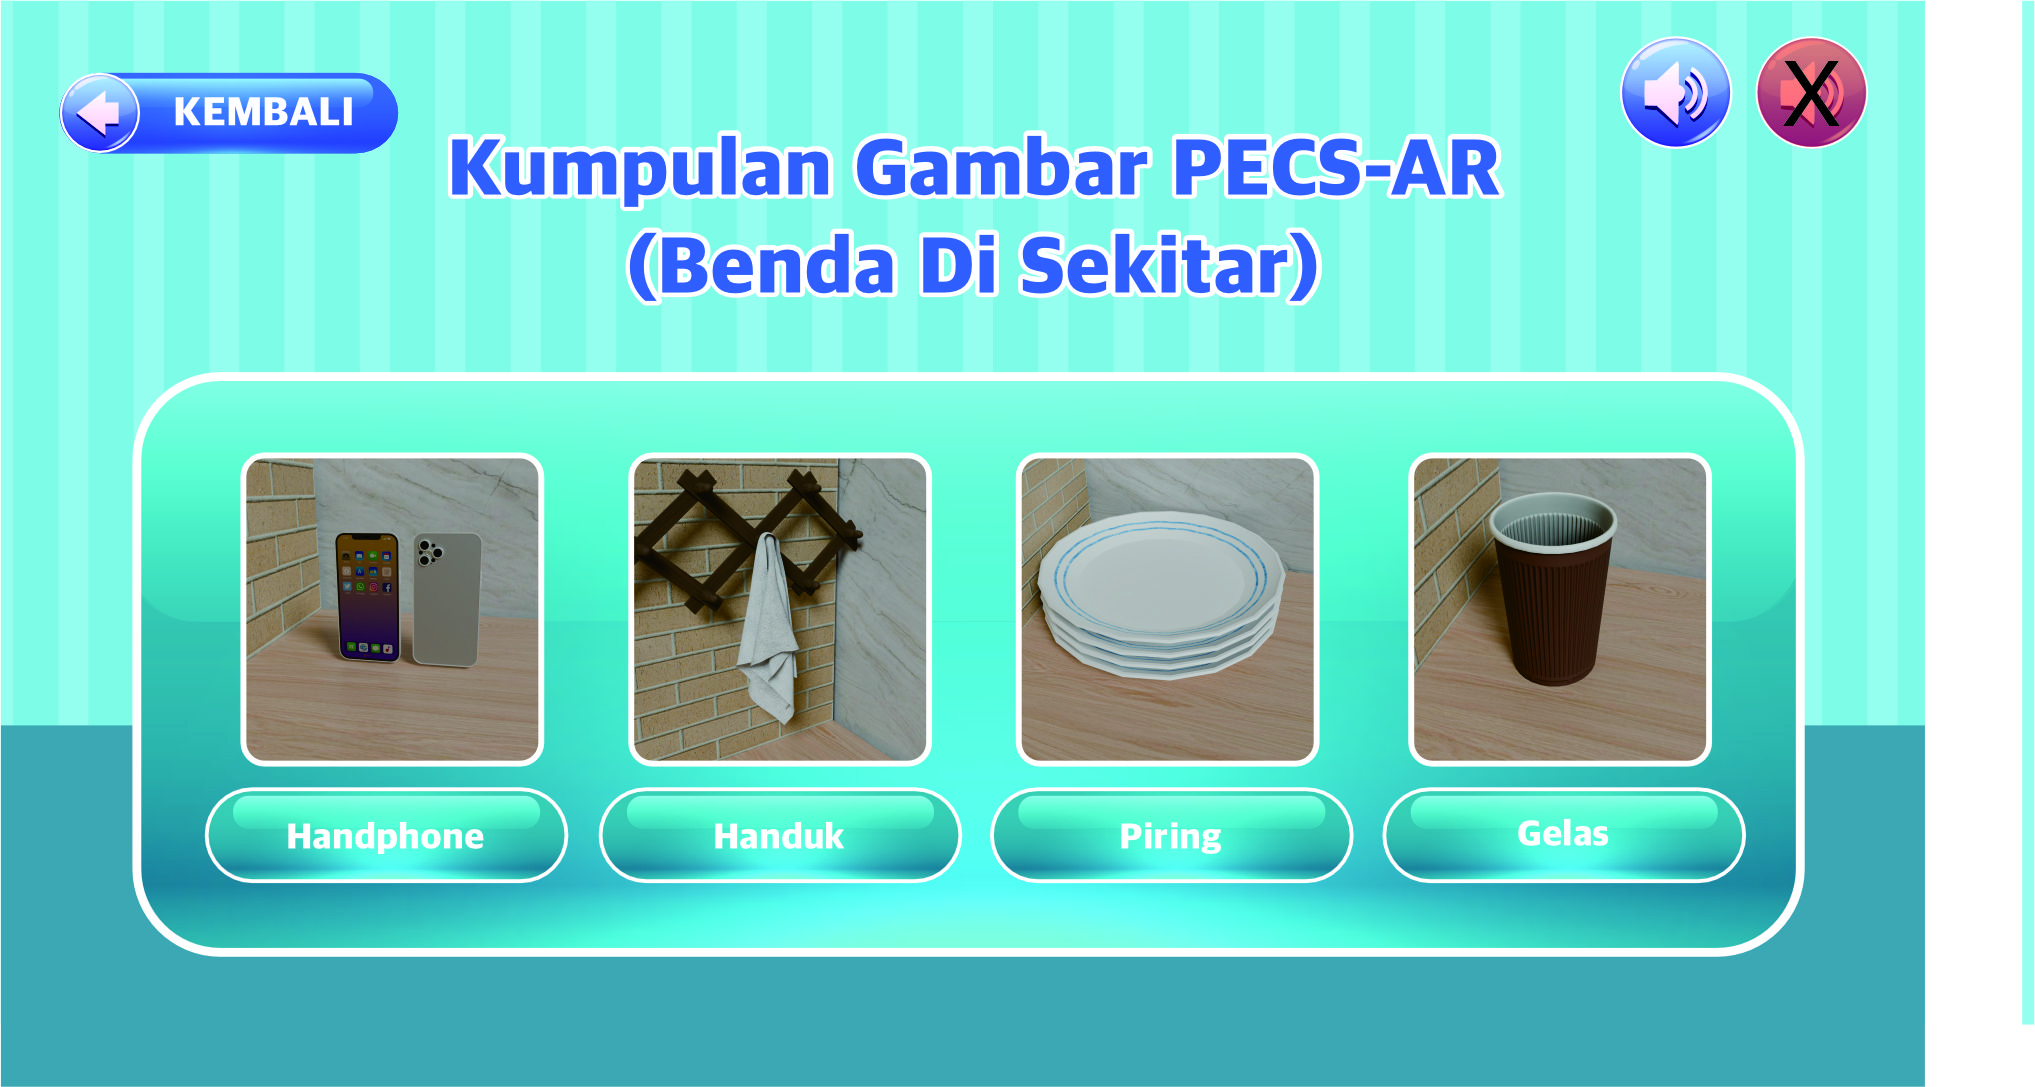 KEMBALI
X
Kumpulan Gambar PECS-AR
(Benda Di Sekitar)
Handphone
Handuk
Piring
Gelas